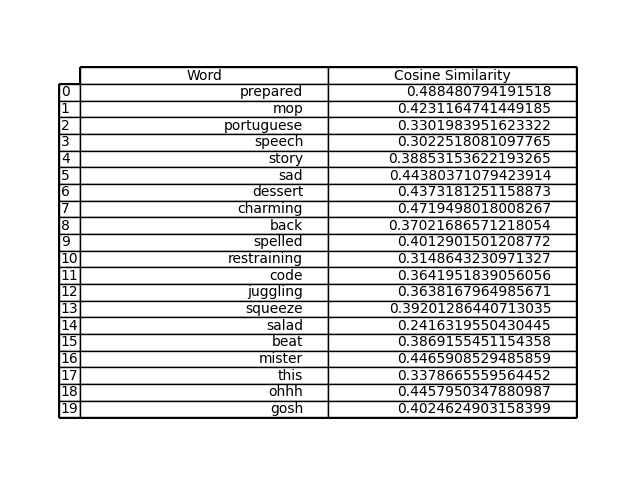 Word Cosine Similarity
0 prepared 0.488480794191518
1 mop 0.4231164741449185
2 portuguese 0.3301983951623322
3 speech 0.3022518081097765
4 story 0.38853153622193265
5 sad 0.44380371079423914
6 dessert 0.4373181251158873
7 charming 0.4719498018008267
8 back 0.37021686571218054
9 spelled 0.4012901501208772
10 restraining 0.3148643230971327
11 code 0.3641951839056056
12 juggling 0.3638167964985671
13 squeeze 0.39201286440713035
14 salad 0.2416319550430445
15 beat 0.3869155451154358
16 mister 0.4465908529485859
17 this 0.3378665559564452
18 ohhh 0.4457950347880987
19 gosh 0.4024624903158399